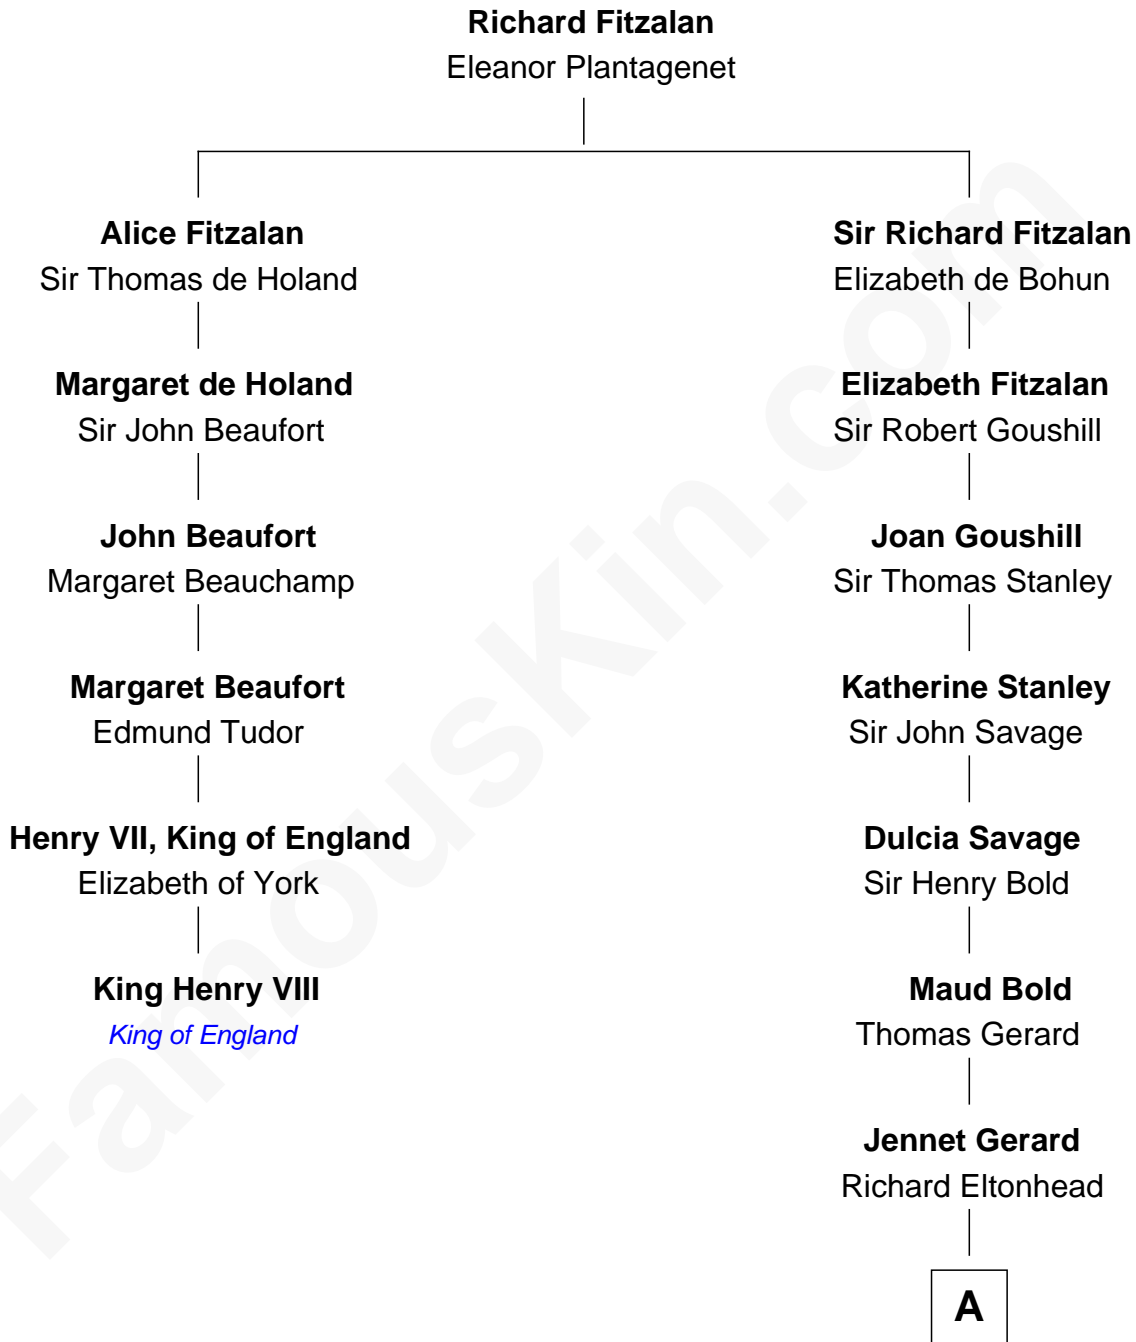 Richard Fitzalan
Eleanor Plantagenet
Alice Fitzalan
Sir Thomas de Holand
Margaret de Holand
Sir John Beaufort
John Beaufort
Margaret Beauchamp
Margaret Beaufort
Edmund Tudor
Henry VII, King of England
Elizabeth of York
King Henry VIII
King of England
Sir Richard Fitzalan
Elizabeth de Bohun
Elizabeth Fitzalan
Sir Robert Goushill
Joan Goushill
Sir Thomas Stanley
Katherine Stanley
Sir John Savage
Dulcia Savage
Sir Henry Bold
Maud Bold
Thomas Gerard
Jennet Gerard
Richard Eltonhead
A
FamousKin.com